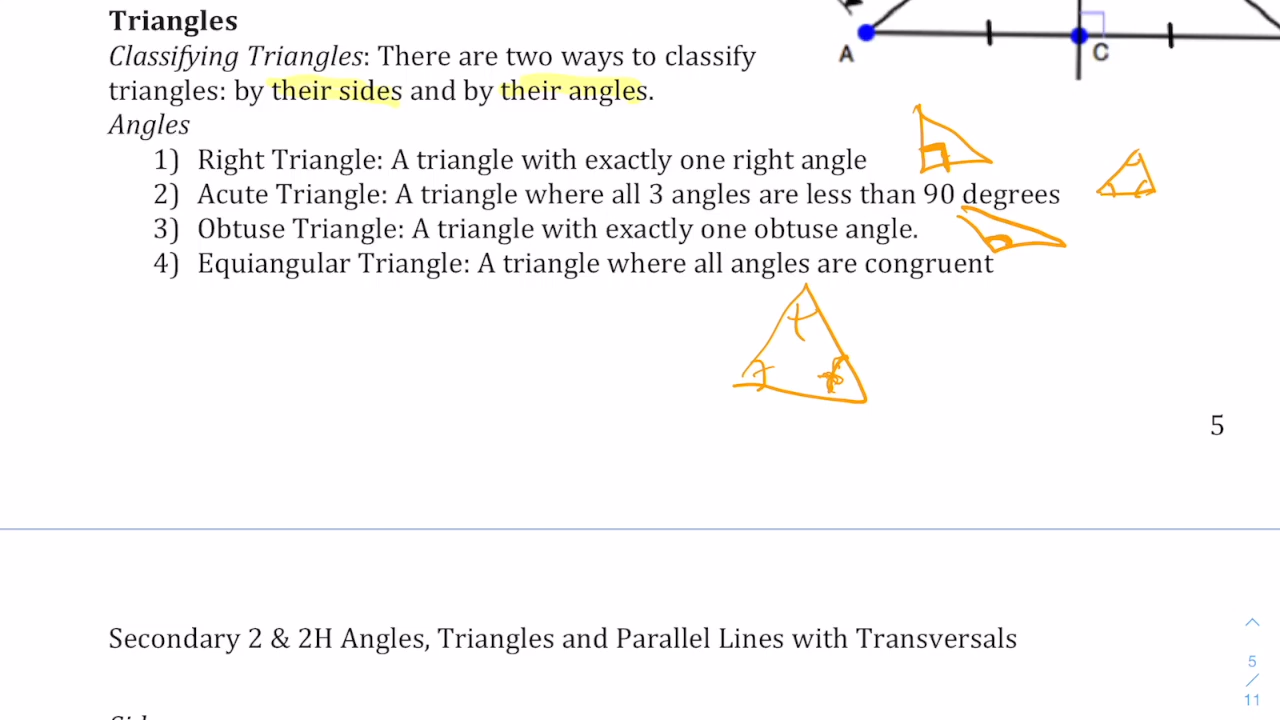 Triangles
Classifying Triangles: There are two ways to classify
triangles: by their sides and by their angles.
Angles
1) Right Triangle: A triangle with exactly one right angle
2) Acute Triangle: A triangle where all 3 angles are less than 90 degrees
3) Obtuse Triangle: A triangle with exactly one obtuse angle.
4) Equiangular Triangle: A triangle where all angles are congruent
A
C
5
Secondary 2 & 2H Angles, Triangles and Parallel Lines with Transversals
5
/
11